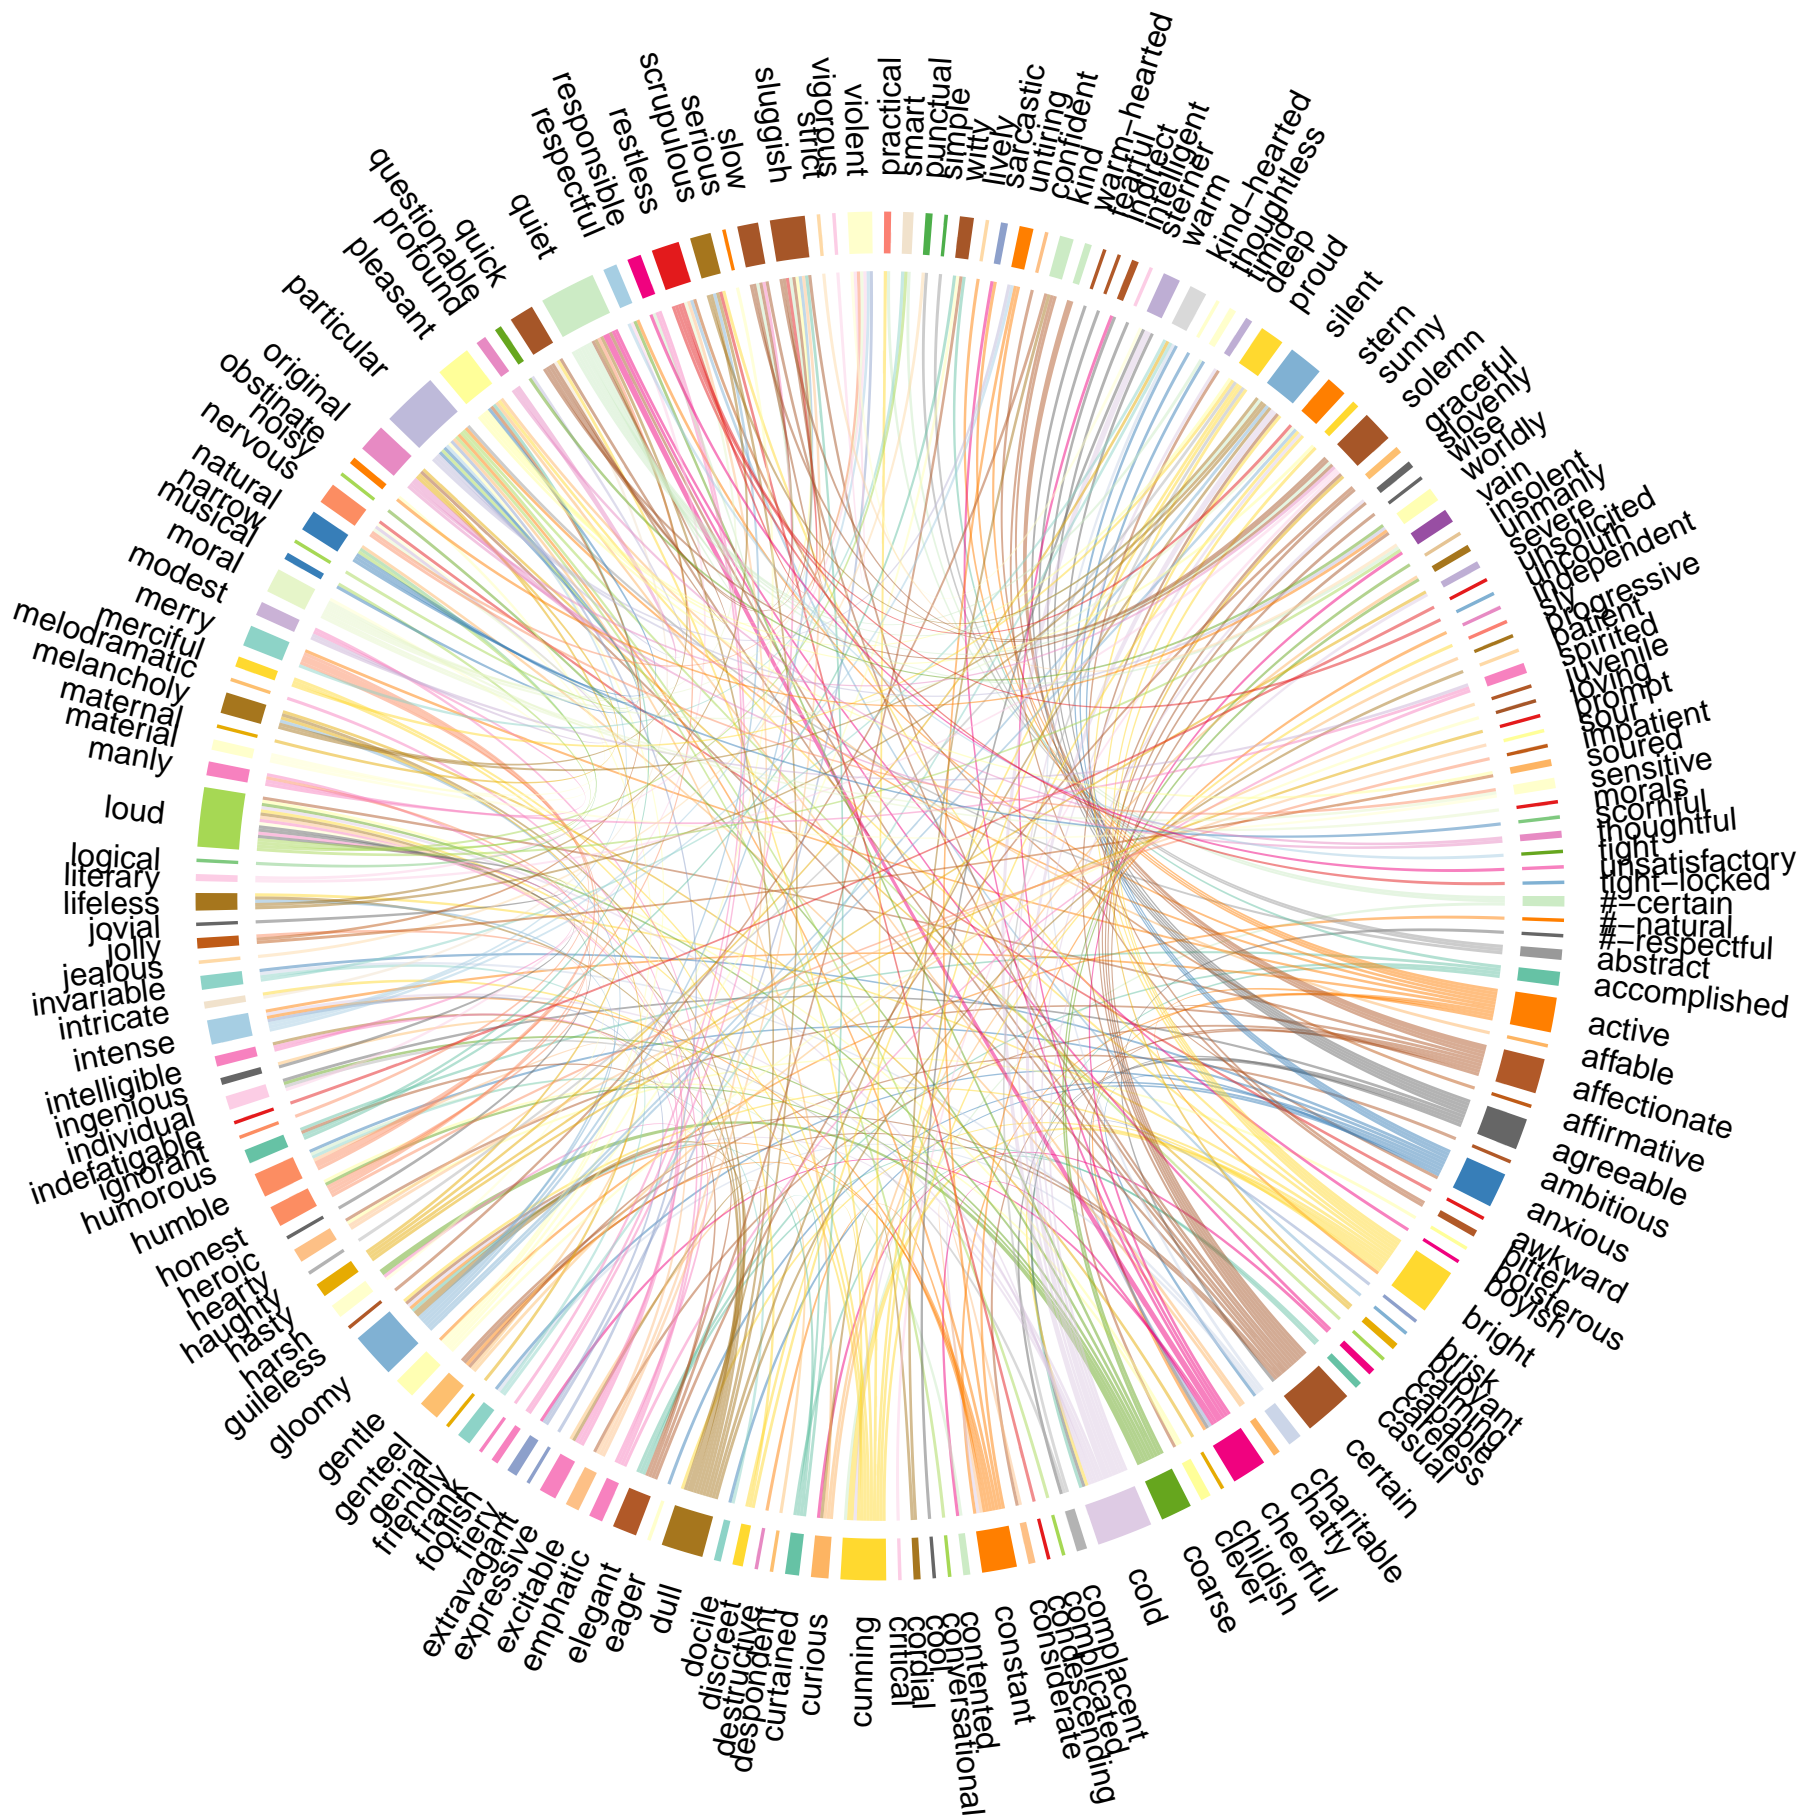 practical
smart
punctual
simple
witty
lively
sarcastic
untiring
confident
kind
warm–hearted
fearful
indirect
intelligent
sterner
warm
kind–hearted
thoughtless
timid
deep
proud
silent
stern
sunny
solemn
graceful
slovenly
wise
worldly
vain
insolent
unmanly
severe
unsolicited
uncouth
independent
progressive
patient
spirited
juvenile
loving
prompt
sour
impatient
soured
sensitive
morals
scornful
thoughtful
tight
unsatisfactory
tight–locked
#–certain
#–natural
#–respectful
abstract
accomplished
active
affable
affectionate
affirmative
agreeable
ambitious
anxious
awkward
bitter
boisterous
boyish
bright
brisk
buoyant
calming
capable
careless
casual
certain
charitable
chatty
cheerful
childish
clever
coarse
cold
complacent
complicated
condescending
considerate
constant
contented
conversational
cool
cordial
critical
cunning
curious
curtained
despondent
destructive
discreet
docile
dull
eager
elegant
emphatic
excitable
expressive
extravagant
fiery
foolish
frank
friendly
genial
genteel
gentle
gloomy
guileless
harsh
hasty
haughty
hearty
heroic
honest
humble
humorous
ignorant
indefatigable
individual
ingenious
intelligible
intense
intricate
invariable
jealous
jolly
jovial
lifeless
literary
logical
loud
manly
material
maternal
melancholy
melodramatic
merciful
merry
modest
moral
musical
narrow
natural
nervous
noisy
obstinate
original
particular
pleasant
profound
questionable
quick
quiet
respectful
responsible
restless
scrupulous
serious
slow
sluggish
strict
vigorous
violent